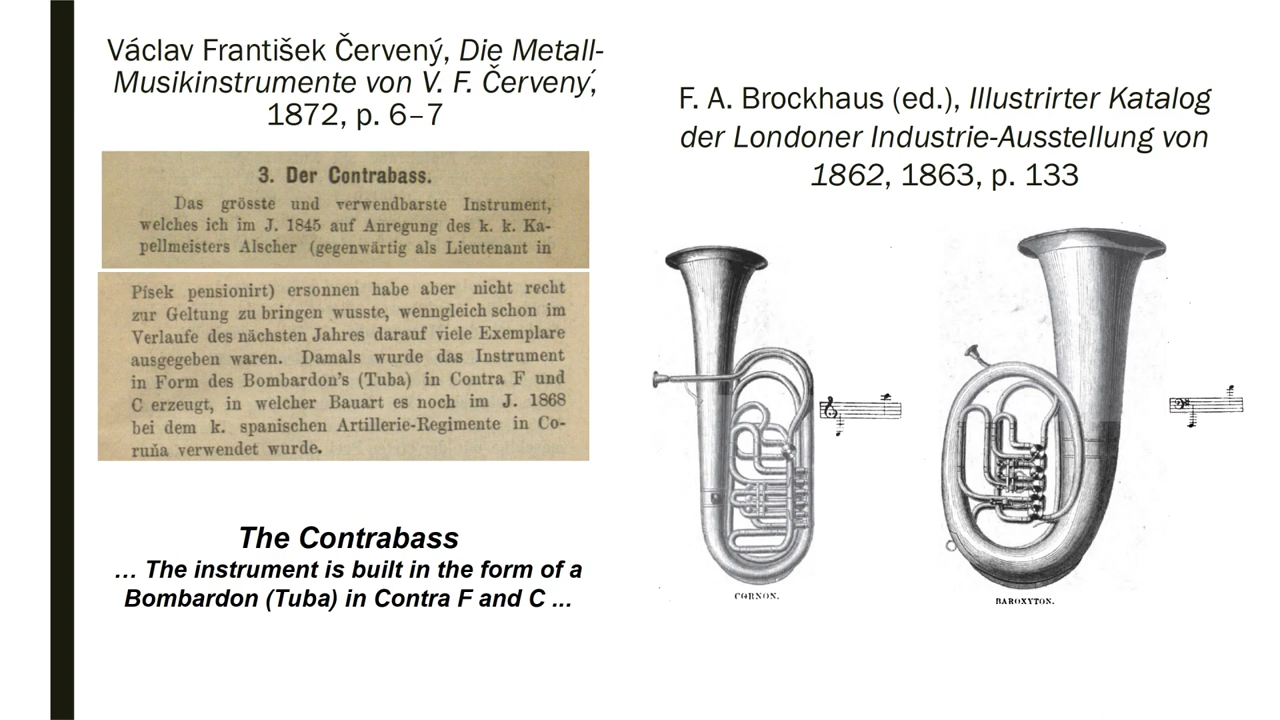 Václav František Červený, Die Metall-
Musikinstrumente von V. F. Červený,
1872, p. 6–7
3. Der Contrabass.
Das grösste und verwendbarste Instrument,
welches ich im J. 1845 auf Anregung des k. k. Ka-
pellmeisters Alscher (gegenwärtig als Lieutenant in
Písek pensionirt) ersonnen habe aber nicht recht
zur Geltung zu bringen wusste, wenngleich schon im
Verlaufe des nächsten Jahres darauf viele Exemplare
ausgegeben waren. Damals wurde das Instrument
in Form des Bombardon's (Tuba) in Contra F und
C erzeugt, in welcher Bauart es noch im J. 1868
bei dem k. spanischen Artillerie-Regimente in Co-
ruňa verwendet wurde.
The Contrabass
... The instrument is built in the form of a
Bombardon (Tuba) in Contra F and C ...
F. A. Brockhaus (ed.), Illustrirter Katalog
der Londoner Industrie-Ausstellung von
1862, 1863, p. 133
CORNON.
BAROXYTON.